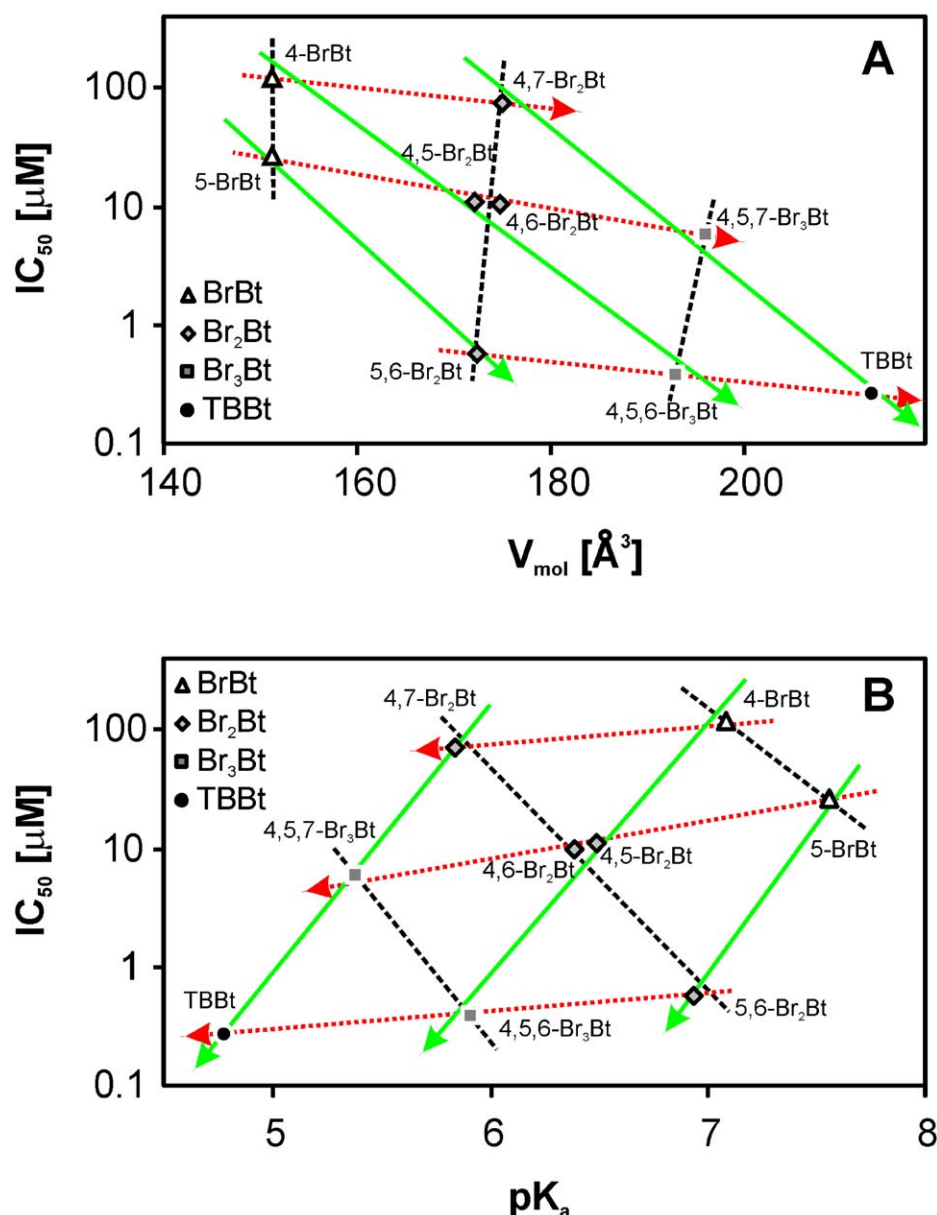 A
4-BrBt
4,7-Br₂Bt
100
4,5-Br₂Bt
5-BrBt
10
4,6-Br₂Bt
4,5,7-Br₃Bt
IC₅₀ [µM]
BrBt
Br₂Bt
1
Br₃Bt
TBBt
5,6-Br₂Bt
TBBt
4,5,6-Br₃Bt
0.1
140 160 180 200
Vmol [Å³]
B
BrBt
4,7-Br₂Bt
4-BrBt
Br₂Bt
100
Br₃Bt
TBBt
4,5,7-Br₃Bt
IC₅₀ [µM]
10
4,6-Br₂Bt
4,5-Br₂Bt
5-BrBt
1
TBBt
4,5,6-Br₃Bt
5,6-Br₂Bt
0.1
5 6 7 8
pKₐ